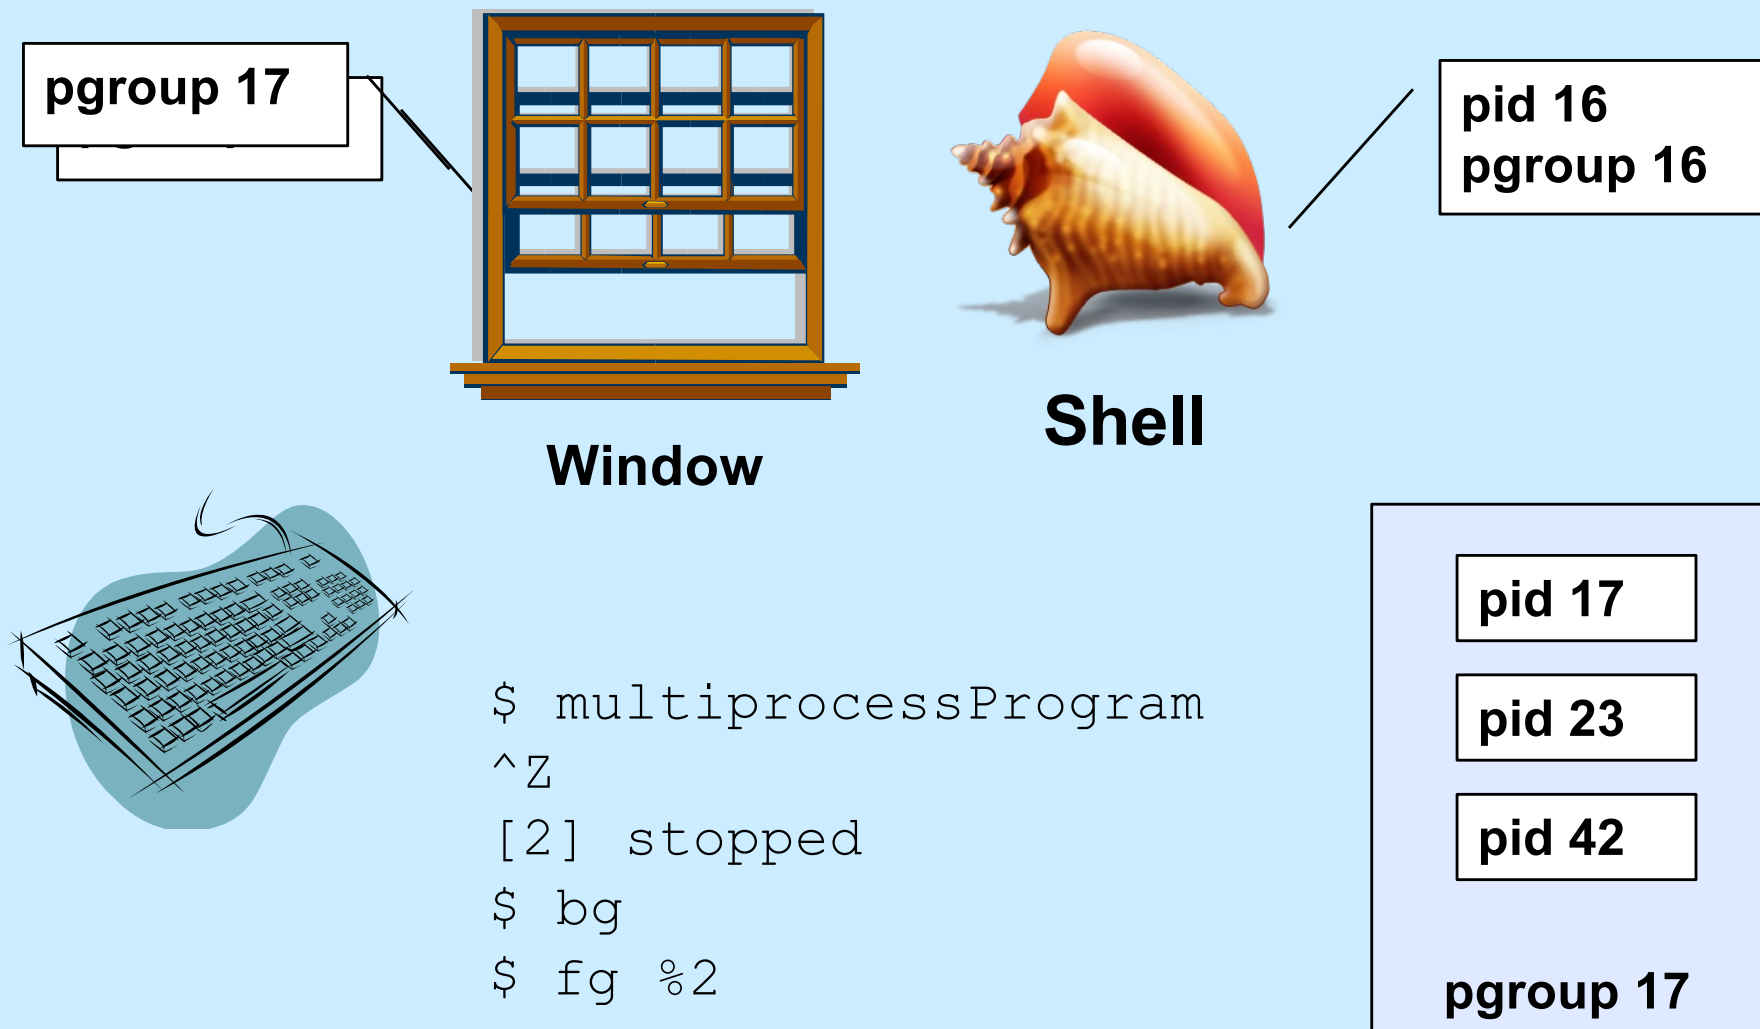 pgroup 17
pid 16
pgroup 16
Shell
Window
pid 17
pid 23
pid 42
pgroup 17
$ multiprocessProgram
^Z
[2] stopped
$ bg
$ fg %2